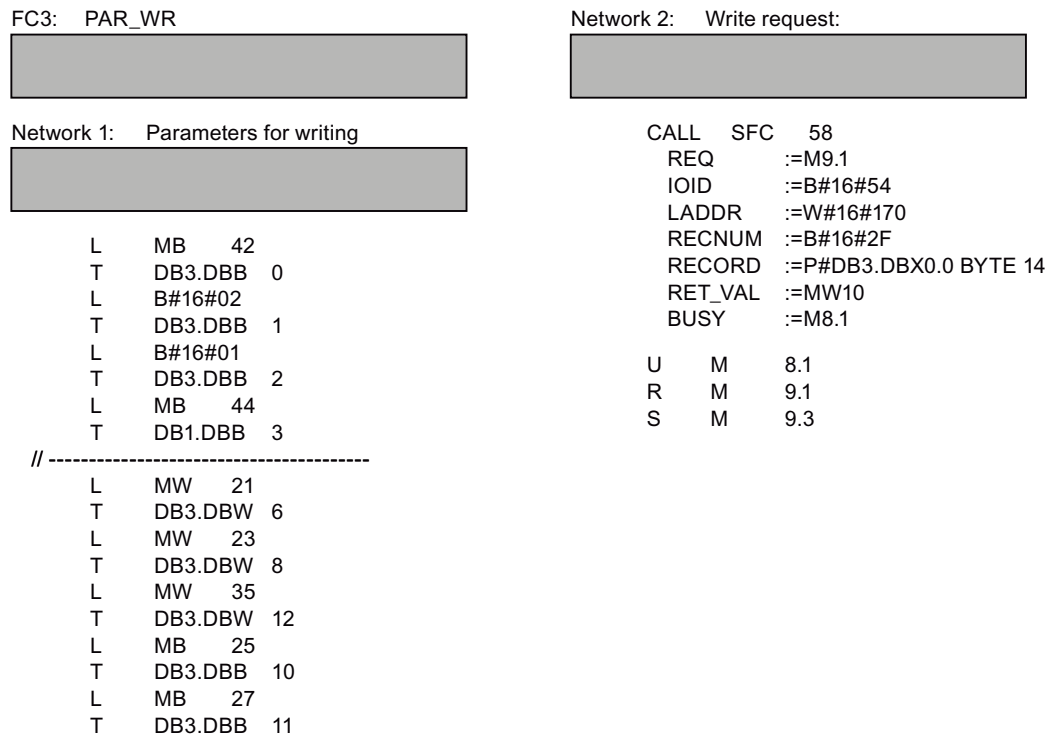 FC3: PAR_WR
Network 1: Parameters for writing
L MB 42
T DB3.DBB 0
L B#16#02
T DB3.DBB 1
L B#16#01
T DB3.DBB 2
L MB 44
T DB1.DBB 3
// ----------------------------------------
L MW 21
T DB3.DBW 6
L MW 23
T DB3.DBW 8
L MW 35
T DB3.DBW 12
L MB 25
T DB3.DBB 10
L MB 27
T DB3.DBB 11
Network 2: Write request:
CALL SFC 58
REQ :=M9.1
IOID :=B#16#54
LADDR :=W#16#170
RECNUM :=B#16#2F
RECORD :=P#DB3.DBX0.0 BYTE 14
RET_VAL :=MW10
BUSY :=M8.1
U M 8.1
R M 9.1
S M 9.3